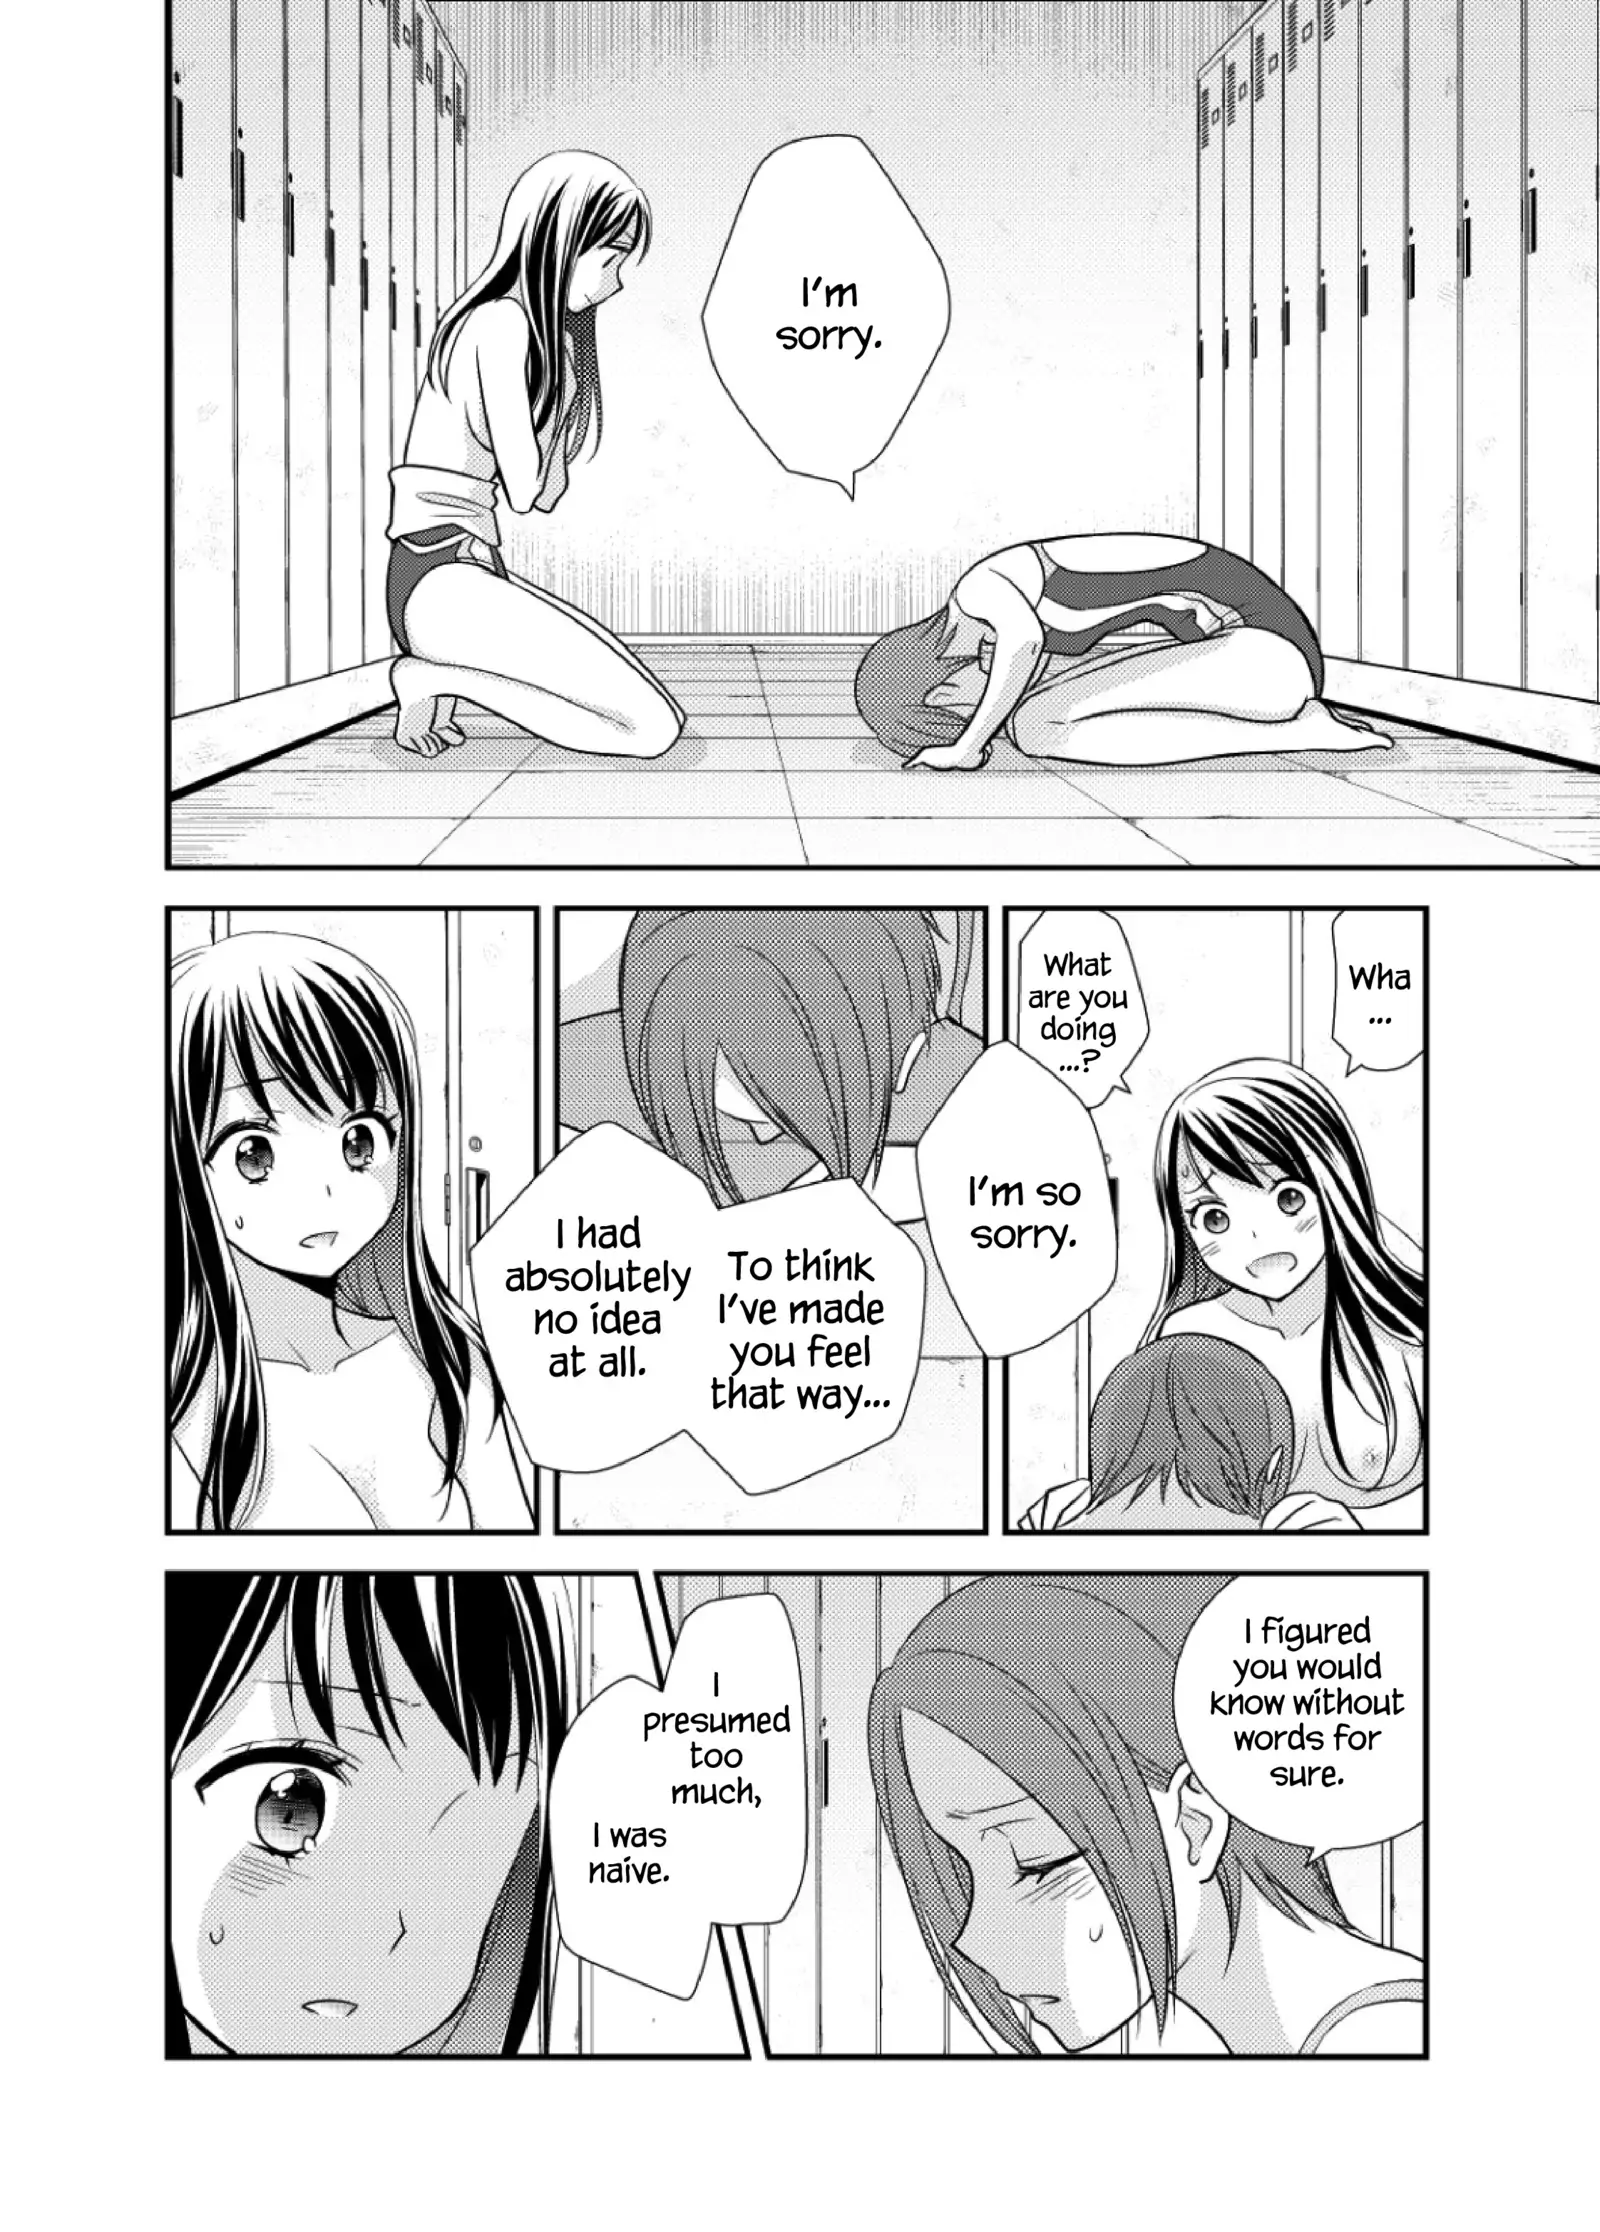 I'm
sorry.
Wha
...
What
are you
doing
...?
I'm so
sorry.
To think
I've made
you feel
that way...
I had
absolutely
no idea
at all.
I figured
you would
know without
words for
sure.
I
presumed
too
much,
I was
naive.